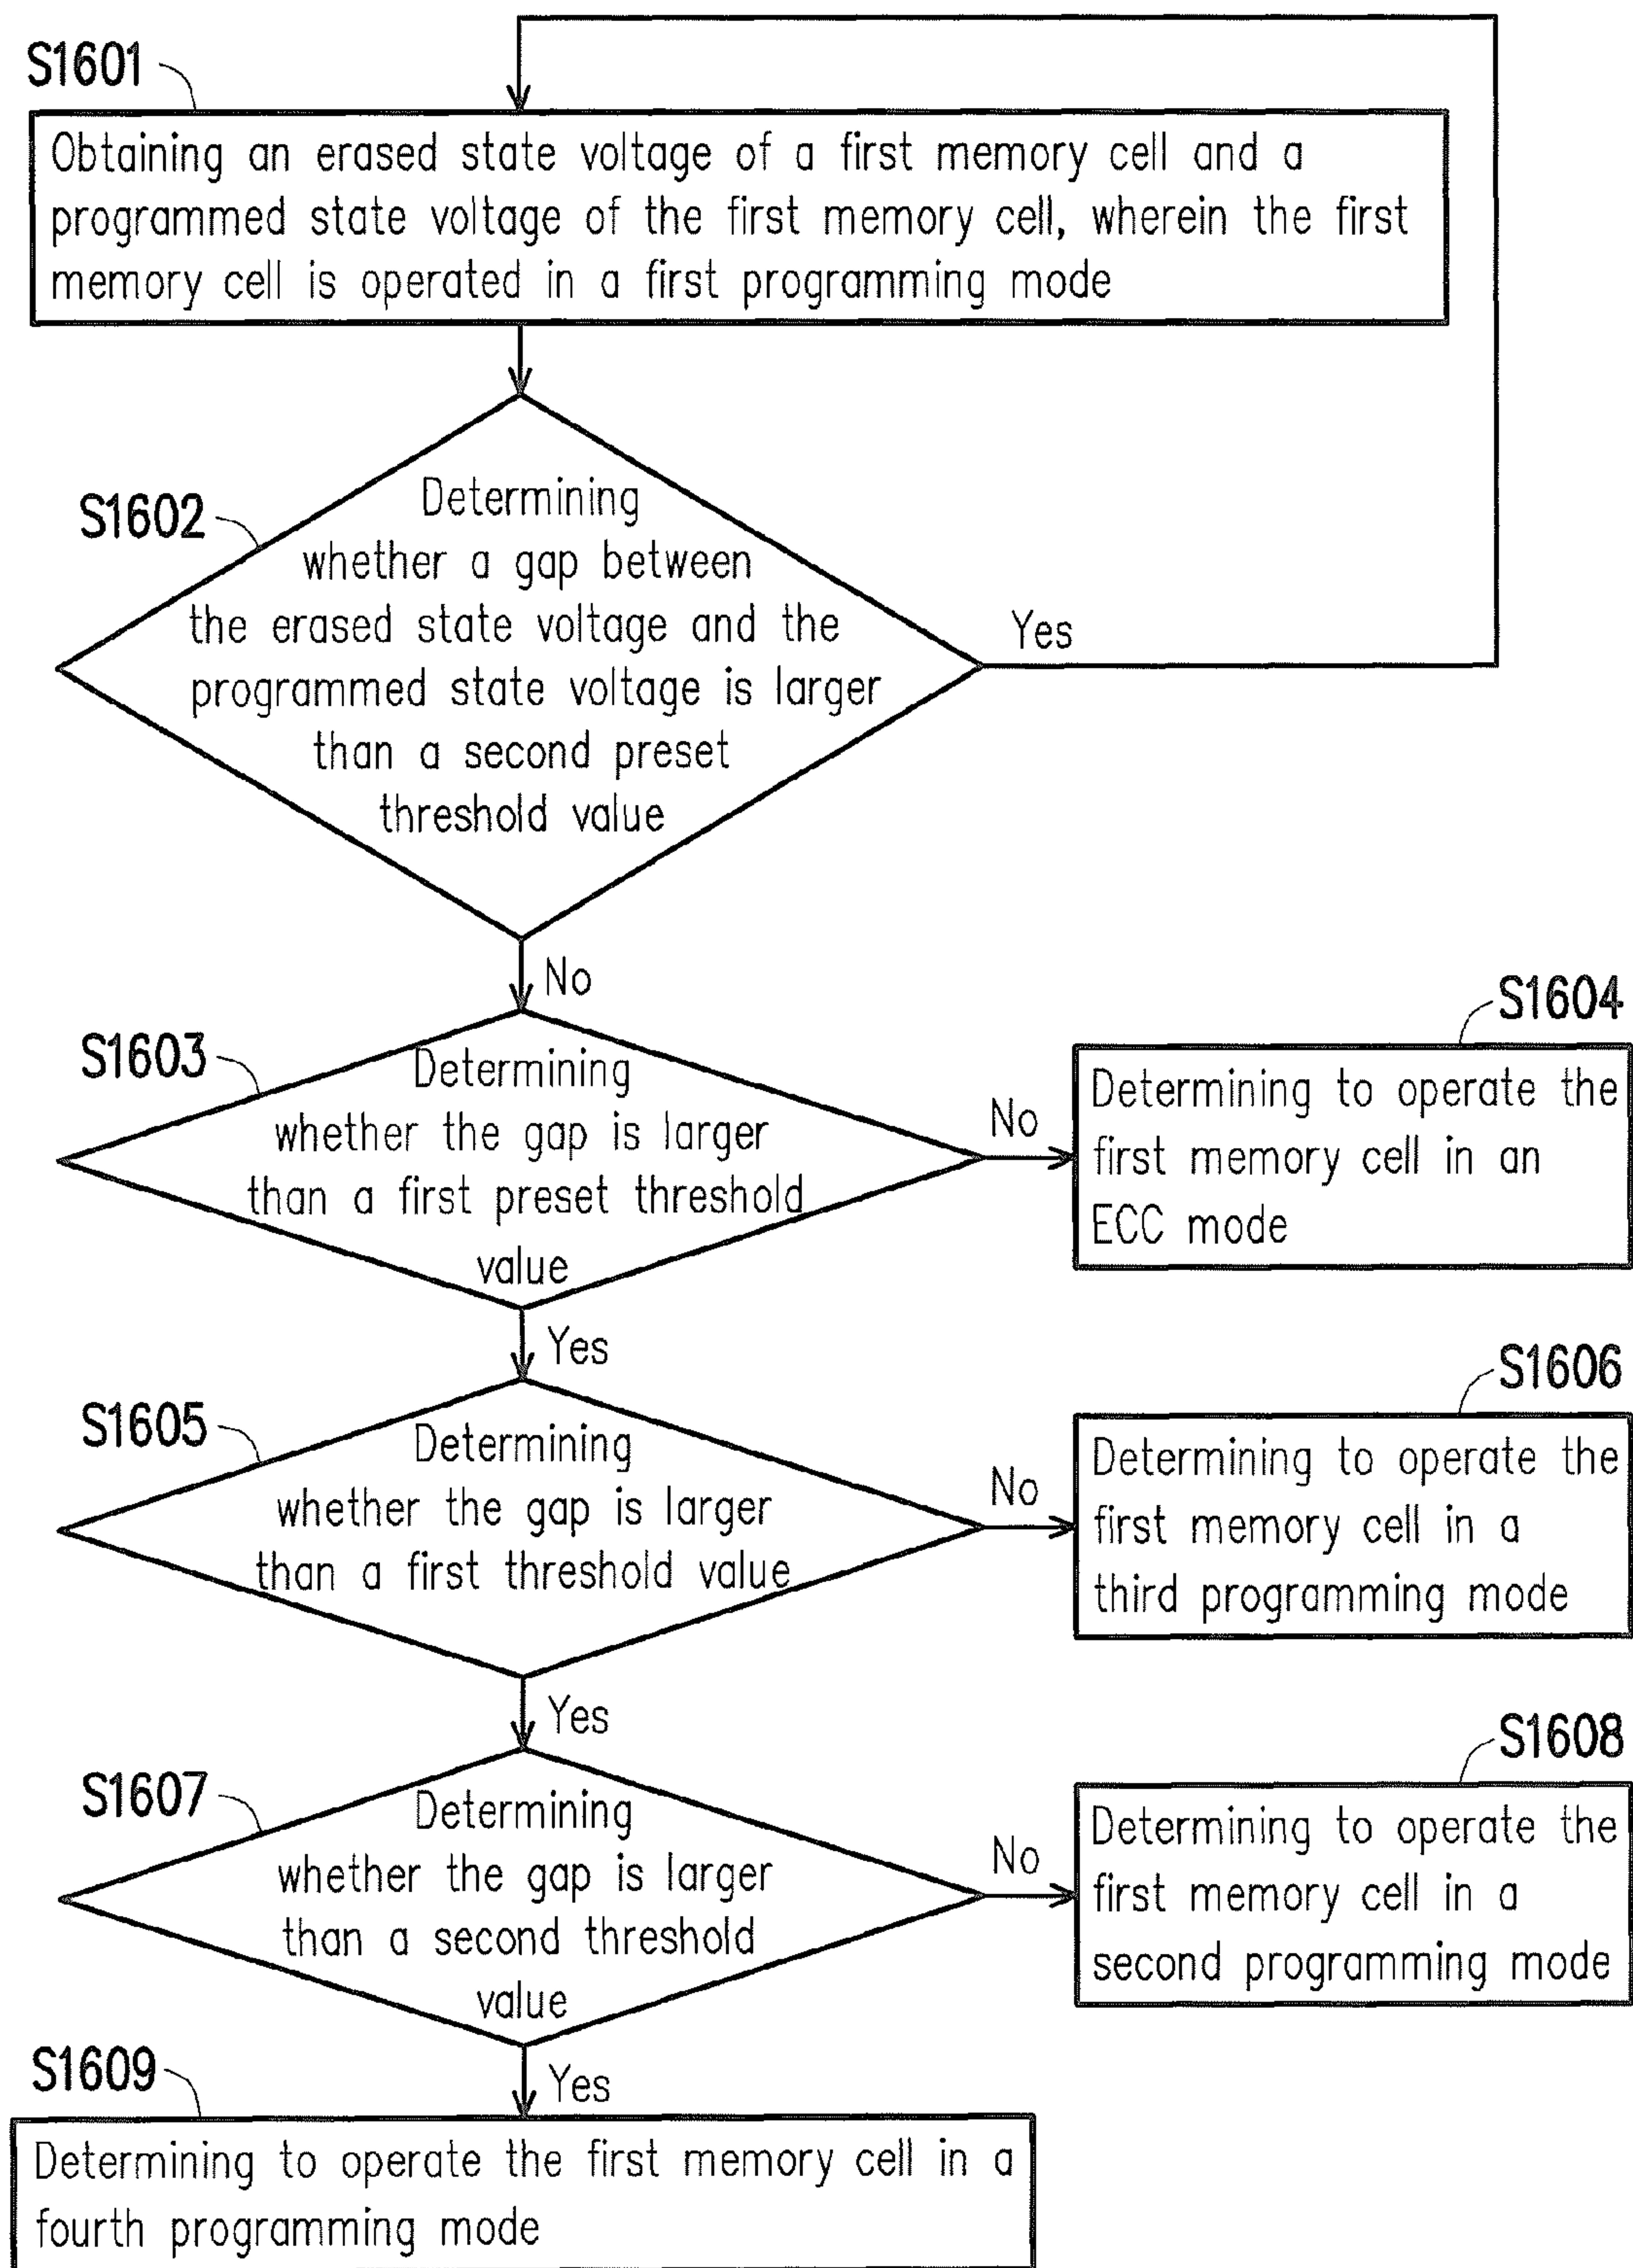 S1601
Obtaining an erased state voltage of a first memory cell and a
programmed state voltage of the first memory cell, wherein the first
memory cell is operated in a first programming mode
S1602
Determining
whether a gap between
the erased state voltage and the
programmed state voltage is larger
than a second preset
threshold value
Yes
No
S1603
Determining
whether the gap is larger
than a first preset threshold
value
No
S1604
Determining to operate the
first memory cell in an
ECC mode
Yes
S1605
Determining
whether the gap is larger
than a first threshold value
No
S1606
Determining to operate the
first memory cell in a
third programming mode
Yes
S1607
Determining
whether the gap is larger
than a second threshold
value
No
S1608
Determining to operate the
first memory cell in a
second programming mode
Yes
S1609
Determining to operate the first memory cell in a
fourth programming mode